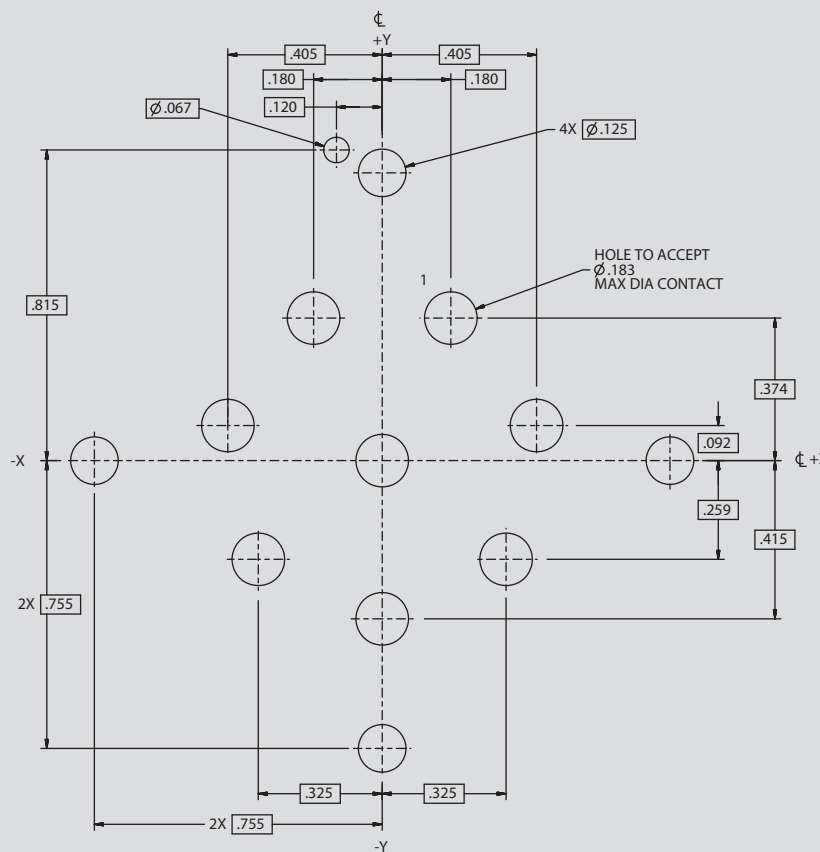 ℄
+Y
.405
.405
.180
.180
.120
Ø.067
4X Ø.125
HOLE TO ACCEPT
Ø.183
MAX DIA CONTACT
1
.815
.374
.092
-X
℄ +X
.259
.415
2X .755
.325
.325
2X .755
-Y